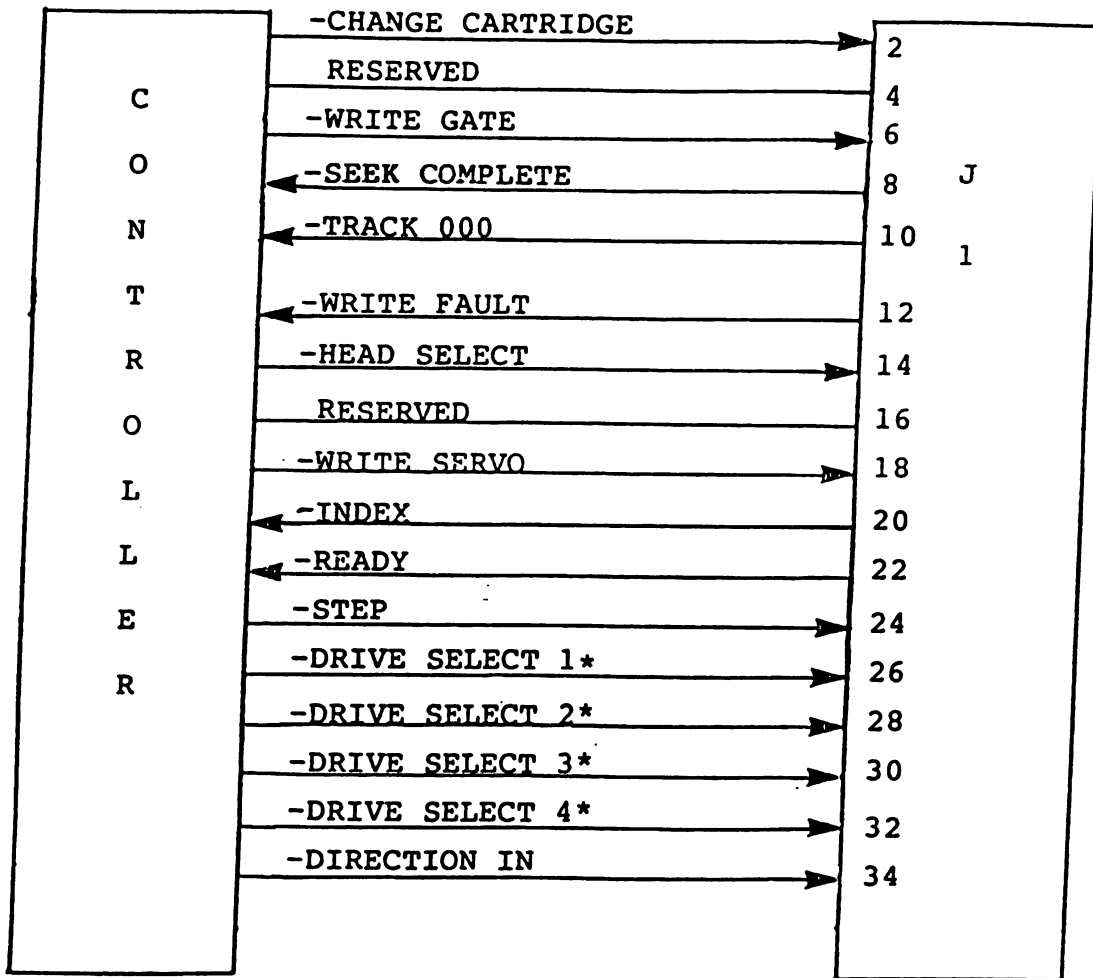 CONTROLLER
-CHANGE CARTRIDGE 2
RESERVED 4
-WRITE GATE 6
-SEEK COMPLETE 8
-TRACK 000 10
-WRITE FAULT 12
-HEAD SELECT 14
RESERVED 16
-WRITE SERVO 18
-INDEX 20
-READY 22
-STEP 24
-DRIVE SELECT 1* 26
-DRIVE SELECT 2* 28
-DRIVE SELECT 3* 30
-DRIVE SELECT 4* 32
-DIRECTION IN 34
J1